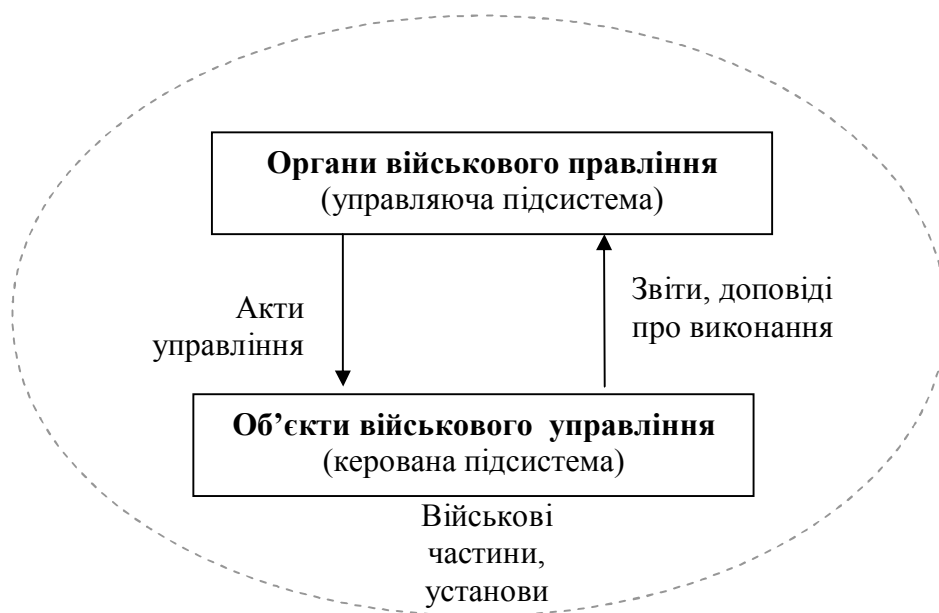 Органи військового правління
(управляюча підсистема)
Акти
управління
Звіти, доповіді
про виконання
Об’єкти військового управління
(керована підсистема)
Військові
частини,
установи